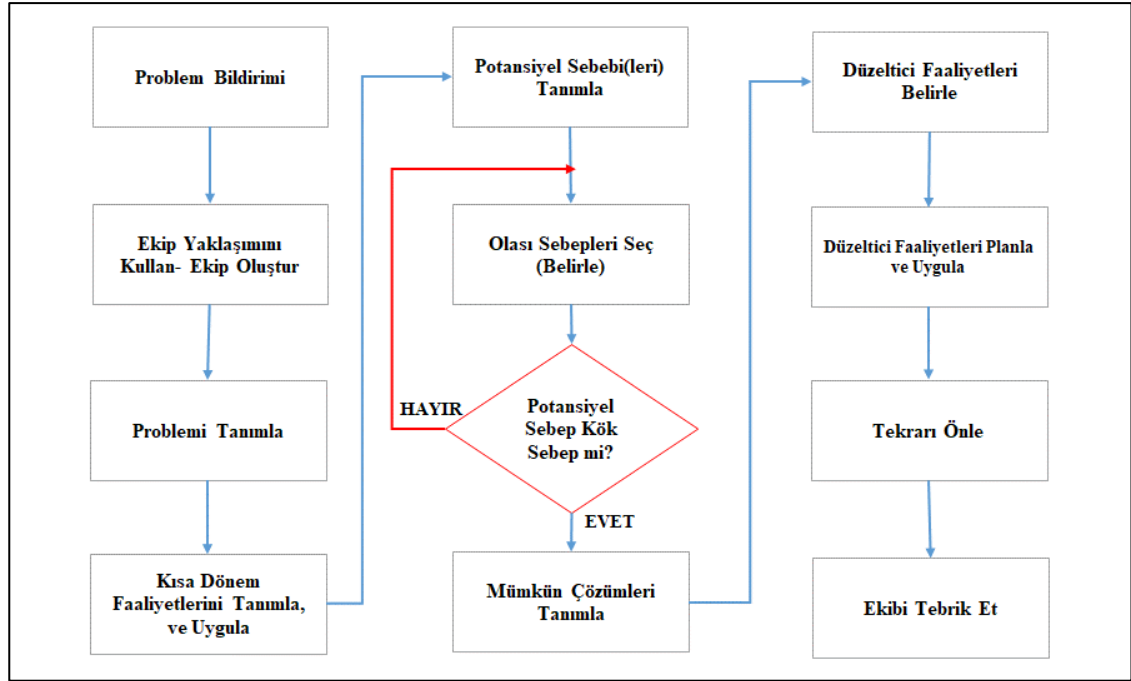 Problem Bildirimi
Ekip Yaklaşımını
Kullan- Ekip Oluştur
Problemi Tanımla
Kısa Dönem
Faaliyetlerini Tanımla,
ve Uygula
Potansiyel Sebebi(leri)
Tanımla
Olası Sebepleri Seç
(Belirle)
HAYIR
Potansiyel
Sebep Kök
Sebep mi?
EVET
Mümkün Çözümleri
Tanımla
Düzeltici Faaliyetleri
Belirle
Düzeltici Faaliyetleri Planla
ve Uygula
Tekrarı Önle
Ekibi Tebrik Et